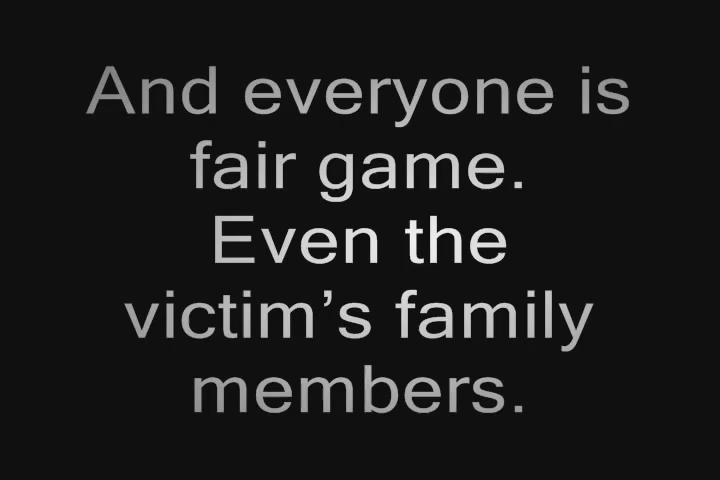 And everyone is
fair game.
Even the
victim’s family
members.